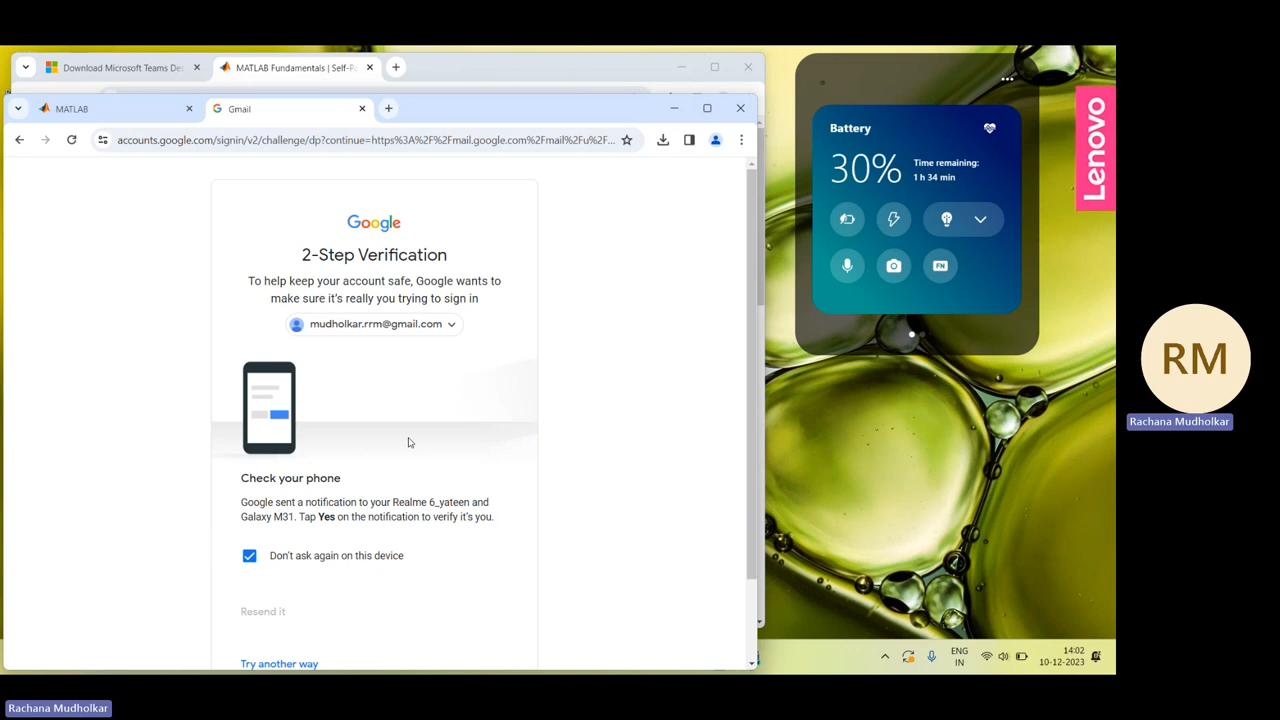 Download Microsoft Teams De
MATLAB Fundamentals | Self-P
MATLAB
Gmail
accounts.google.com/signin/v2/challenge/dp?continue=https%3A%2F%2Fmail.google.com%2Fmail%2Fu%2F...
Google
2-Step Verification
To help keep your account safe, Google wants to
make sure it's really you trying to sign in
mudholkar.rrm@gmail.com
Check your phone
Google sent a notification to your Realme 6_yateen and
Galaxy M31. Tap Yes on the notification to verify it's you.
Don't ask again on this device
Resend it
Try another way
Battery
30%
Time remaining:
1 h 34 min
FN
Lenovo
RM
Rachana Mudholkar
ENG
IN
14:02
10-12-2023
Rachana Mudholkar